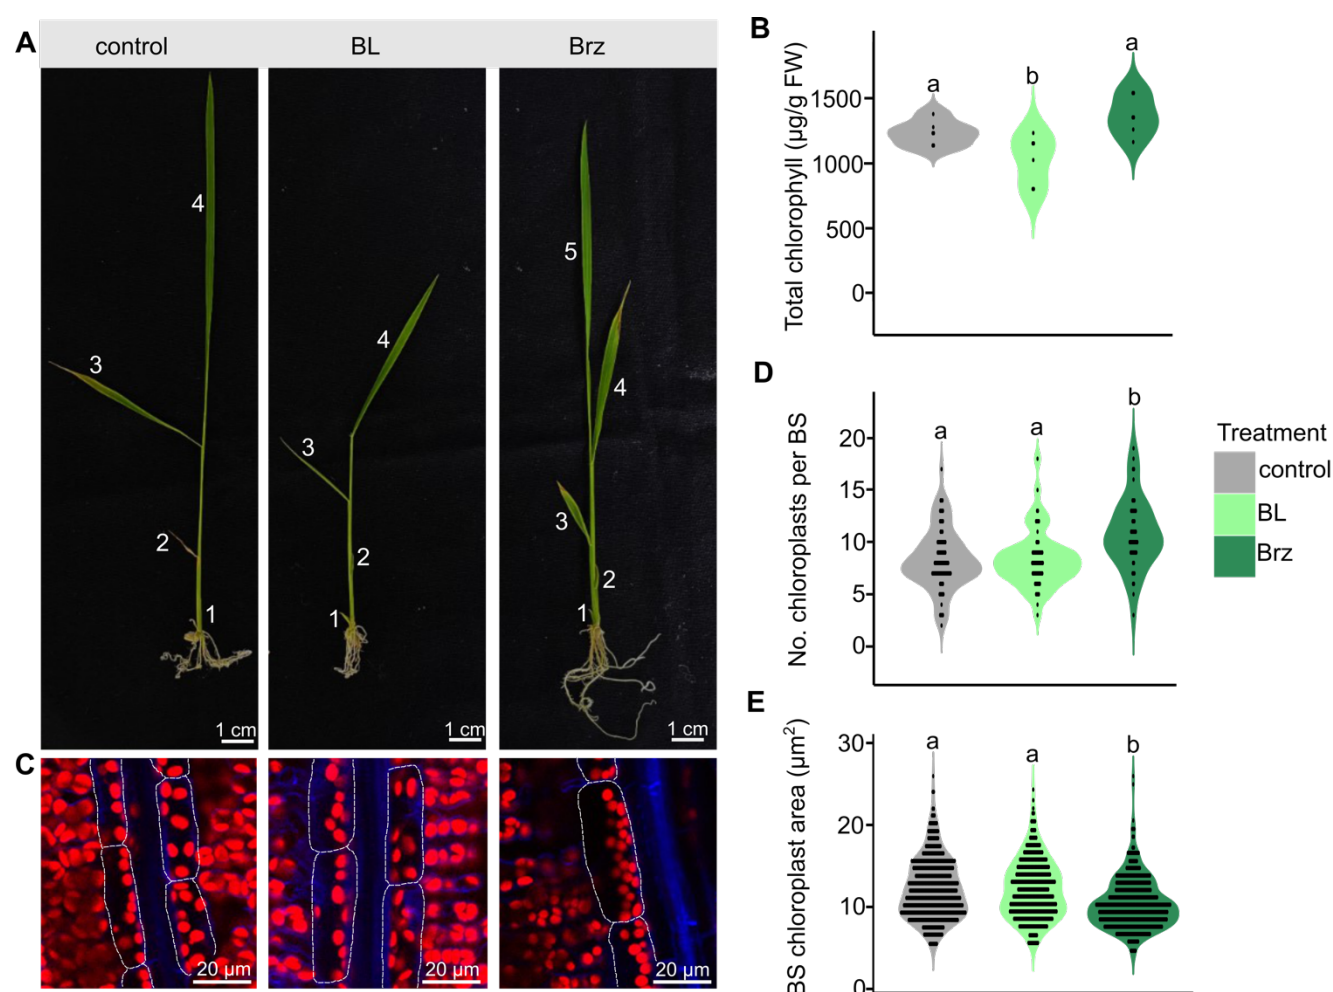 A
control
BL
Brz
4
3
2
1
4
3
2
1
5
4
3
2
1
1 cm
1 cm
1 cm
C
20 µm
20 µm
20 µm
B
Total chlorophyll (µg/g FW)
1500
1000
500
0
a
b
a
D
No. chloroplasts per BS
20
15
10
5
0
a
a
b
Treatment
control
BL
Brz
E
BS chloroplast area (µm²)
30
20
10
0
a
a
b